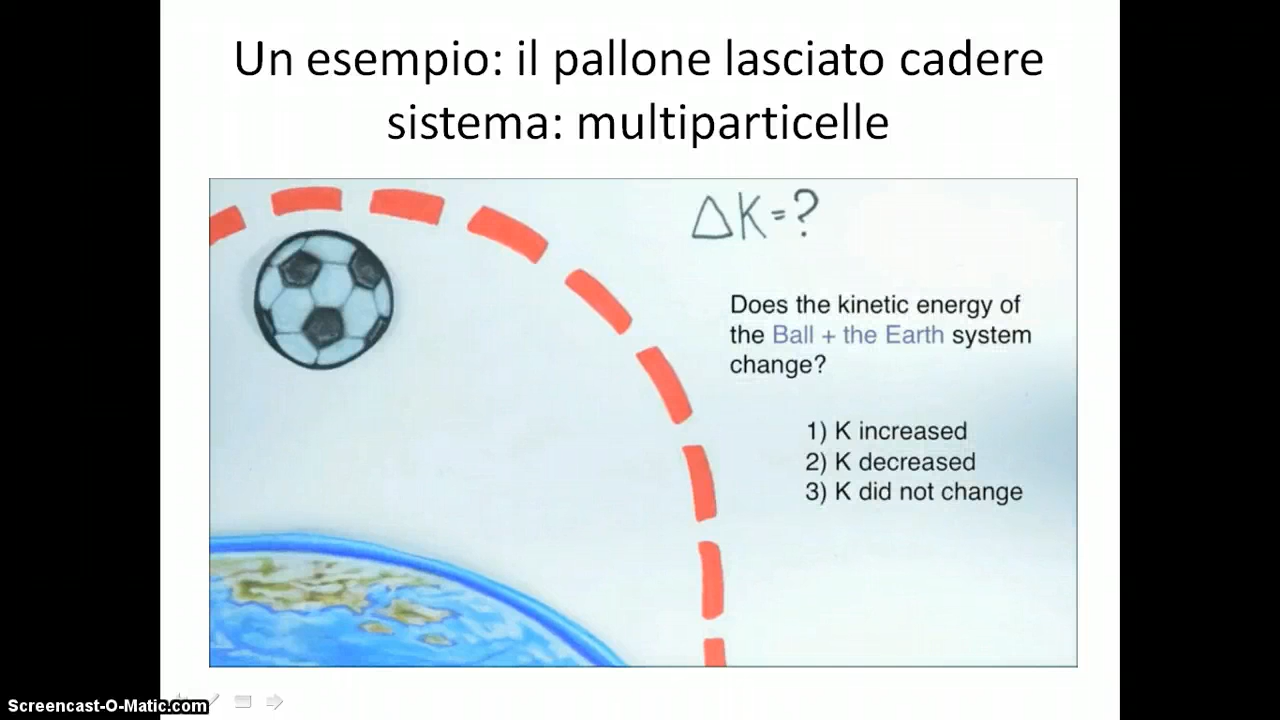 Un esempio: il pallone lasciato cadere
sistema: multiparticelle
ΔK=?
Does the kinetic energy of
the Ball + the Earth system
change?
1) K increased
2) K decreased
3) K did not change
Screencast-O-Matic.com